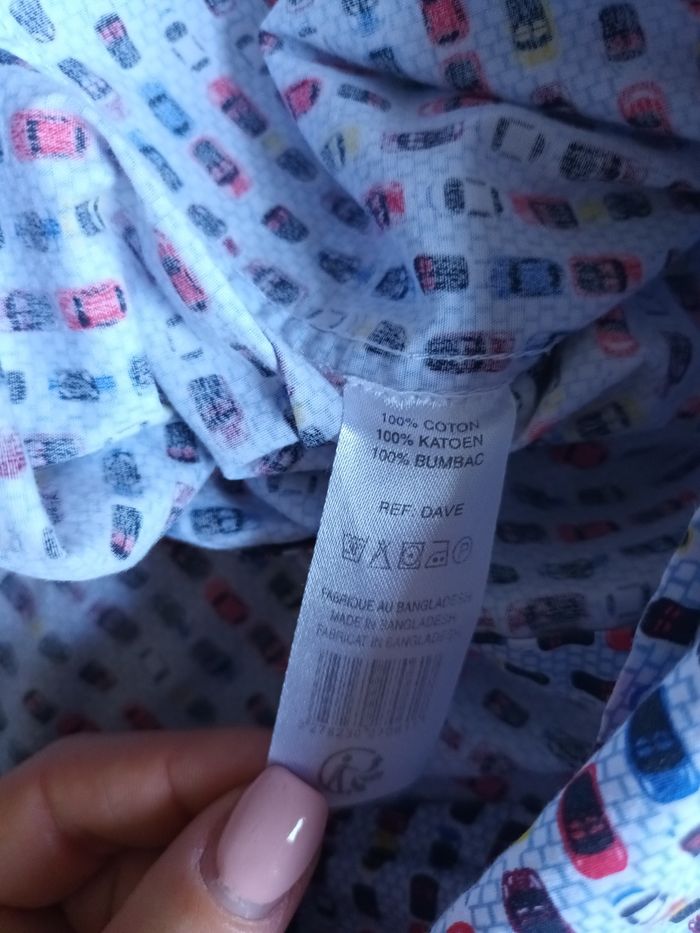 100% COTON
100% KATOEN
100% BUMBAC
REF: DAVE
FABRIQUE AU BANGLADESH
MADE IN BANGLADESH
FABRICAT IN BANGLADESH